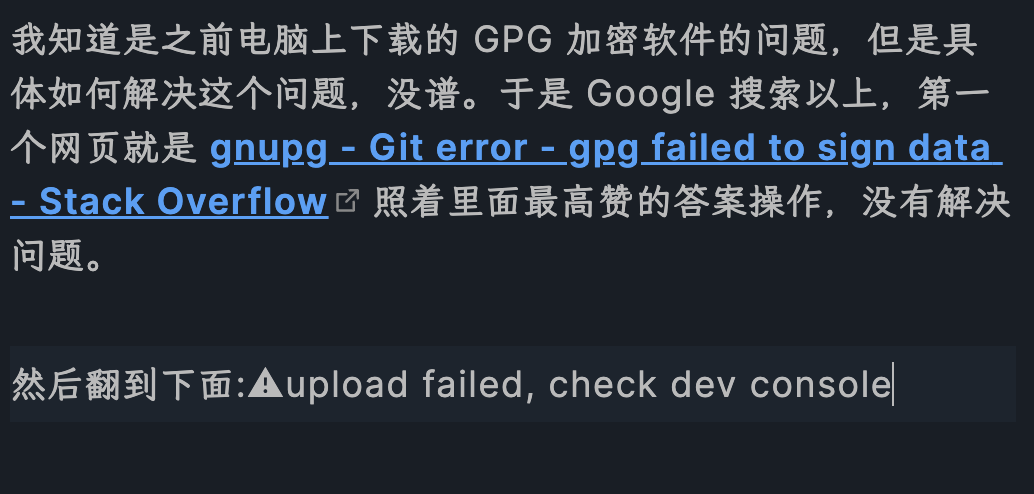 我知道是之前电脑上下载的 GPG 加密软件的问题，但是具
体如何解决这个问题，没谱。于是 Google 搜索以上，第一
个网页就是 gnupg - Git error - gpg failed to sign data
- Stack Overflow 照着里面最高赞的答案操作，没有解决
问题。
然后翻到下面:⚠upload failed, check dev console